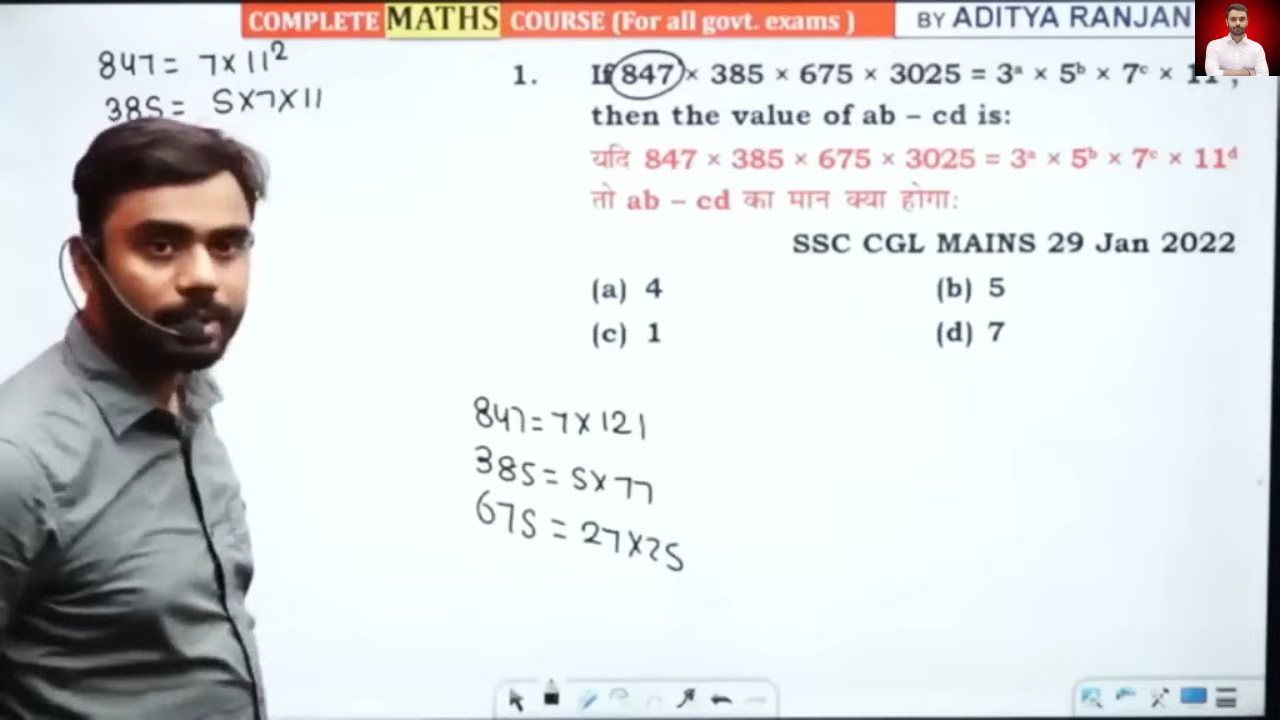 COMPLETE MATHS COURSE (For all govt. exams ) BY ADITYA RANJAN
847 = 7×11²
385 = 5×7×11
1. If 847 × 385 × 675 × 3025 = 3ᵃ × 5ᵇ × 7ᶜ ×
then the value of ab – cd is:
यदि 847 × 385 × 675 × 3025 = 3ᵃ × 5ᵇ × 7ᶜ × 11ᵈ
तो ab – cd का मान क्या होगा:
SSC CGL MAINS 29 Jan 2022
(a) 4 (b) 5
(c) 1 (d) 7
847 = 7×121
385 = 5×77
675 = 27×25